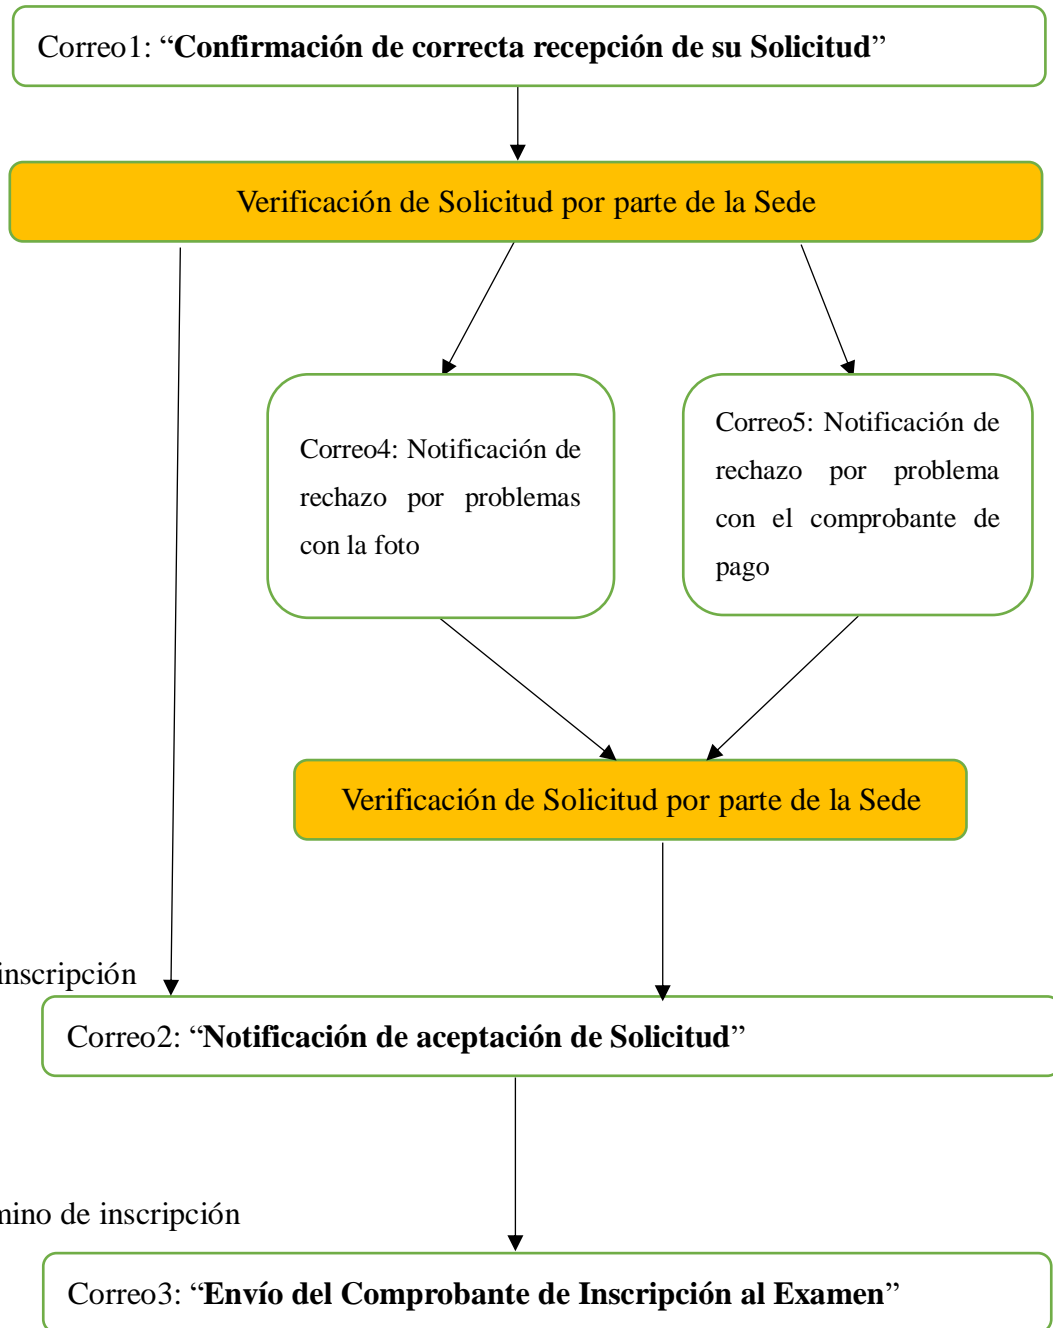 Correo1: “Confirmación de correcta recepción de su Solicitud”
Verificación de Solicitud por parte de la Sede
Correo4: Notificación de
rechazo por problemas
con la foto
Correo5: Notificación de
rechazo por problema
con el comprobante de
pago
Verificación de Solicitud por parte de la Sede
inscripción
Correo2: “Notificación de aceptación de Solicitud”
de inscripción
Correo3: “Envío del Comprobante de Inscripción al Examen”